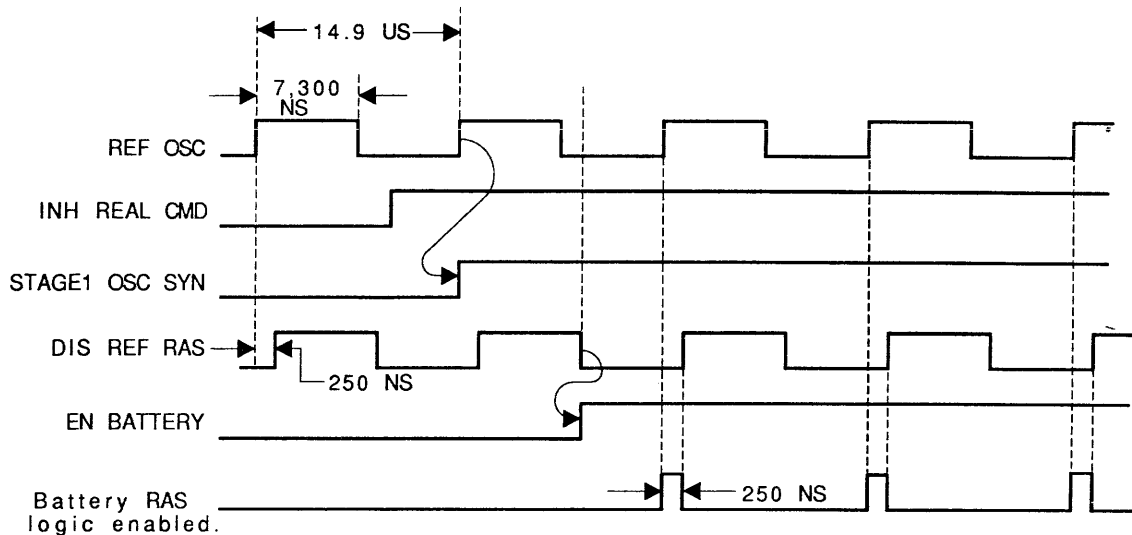 14.9 US
7,300
NS
REF OSC
INH REAL CMD
STAGE1 OSC SYN
DIS REF RAS
250 NS
EN BATTERY
250 NS
Battery RAS
logic enabled.